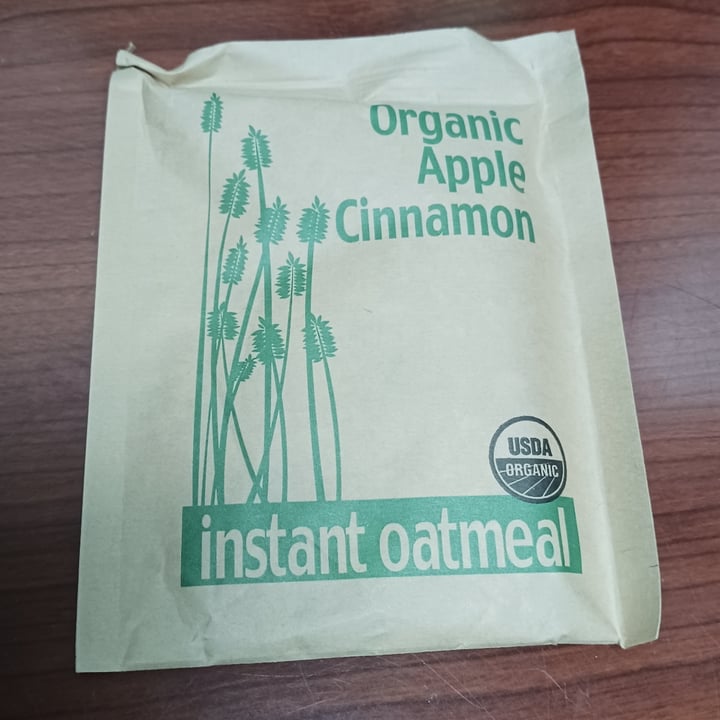 Organic
Apple
Cinnamon
USDA
ORGANIC
instant oatmeal